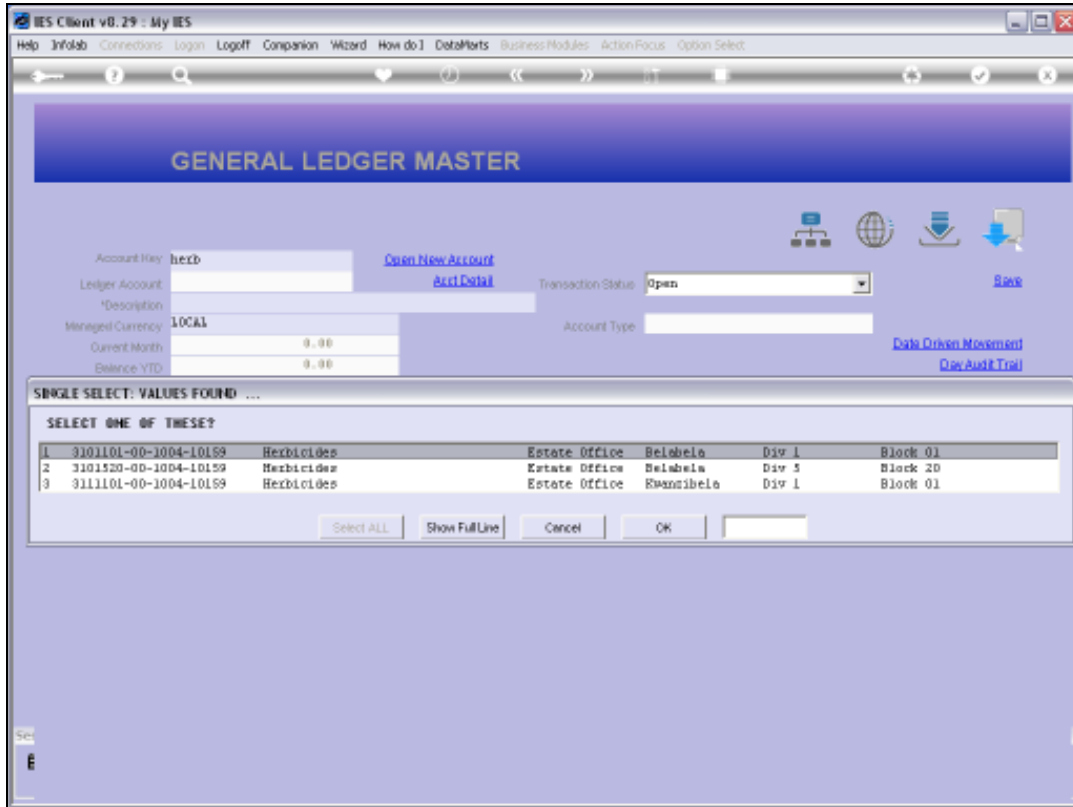 IES Client v8.29 : My IES
Help Infolab Connections Logon Logoff Companion Wizard How do I DataMarts Business Modules Action Focus Option Select
GENERAL LEDGER MASTER
Account Key herb Open New Account
Ledger Account Acct Detail Transaction Status Open Save
*Description
Managed Currency LOCAL Account Type
Current Month 0.00 Date Driven Movement
Balance YTD 0.00 Day Audit Trail
SINGLE SELECT: VALUES FOUND ...
SELECT ONE OF THESE?
1 3101101-00-1004-10159 Herbicides Estate Office Belabela Div 1 Block 01
2 3101520-00-1004-10159 Herbicides Estate Office Belabela Div 5 Block 20
3 3111101-00-1004-10159 Herbicides Estate Office Kwanzibela Div 1 Block 01
Select ALL Show Full Line Cancel OK